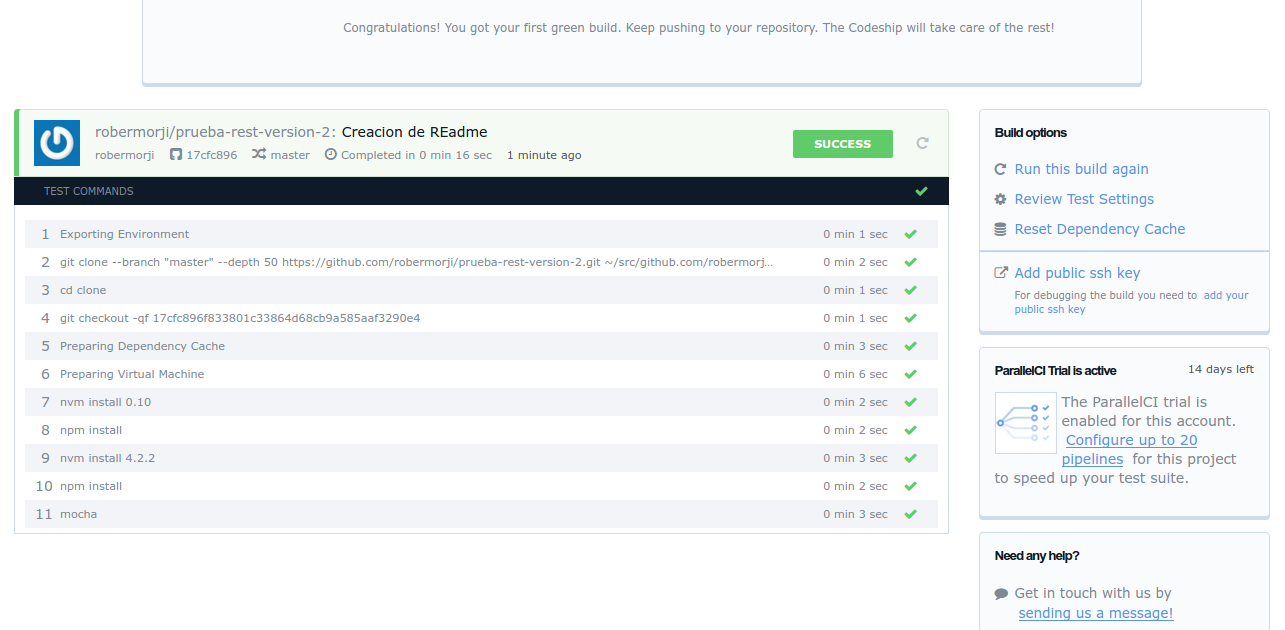 Congratulations! You got your first green build. Keep pushing to your repository. The Codeship will take care of the rest!
robermorji/prueba-rest-version-2: Creacion de REadme
robermorji 17cfc896 master Completed in 0 min 16 sec 1 minute ago
SUCCESS
TEST COMMANDS
1 Exporting Environment 0 min 1 sec
2 git clone --branch "master" --depth 50 https://github.com/robermorji/prueba-rest-version-2.git ~/src/github.com/robermorj... 0 min 2 sec
3 cd clone 0 min 1 sec
4 git checkout -qf 17cfc896f833801c33864d68cb9a585aaf3290e4 0 min 1 sec
5 Preparing Dependency Cache 0 min 3 sec
6 Preparing Virtual Machine 0 min 6 sec
7 nvm install 0.10 0 min 2 sec
8 npm install 0 min 2 sec
9 nvm install 4.2.2 0 min 3 sec
10 npm install 0 min 2 sec
11 mocha 0 min 3 sec
Build options
Run this build again
Review Test Settings
Reset Dependency Cache
Add public ssh key
For debugging the build you need to add your
public ssh key
ParallelCI Trial is active 14 days left
The ParallelCI trial is
enabled for this account.
Configure up to 20
pipelines for this project
to speed up your test suite.
Need any help?
Get in touch with us by
sending us a message!